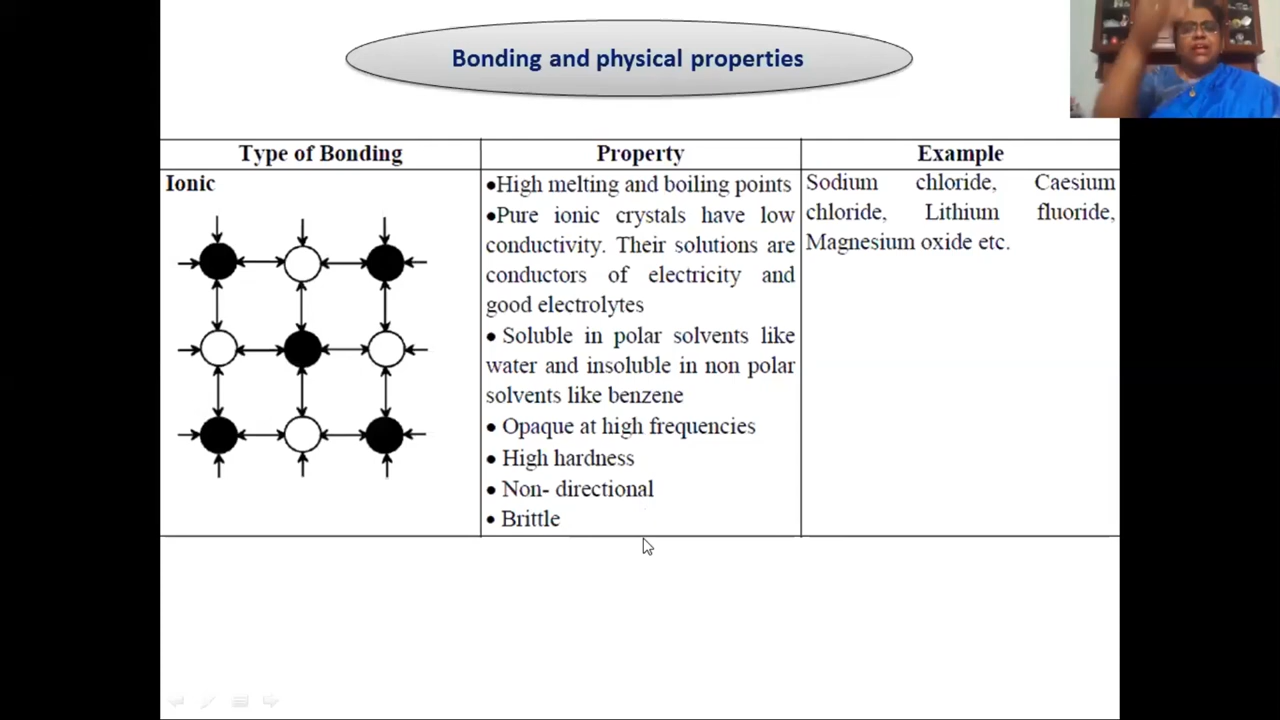 Bonding and physical properties
Type of Bonding
Property
Example
Ionic
•High melting and boiling points
•Pure ionic crystals have low
conductivity. Their solutions are
conductors of electricity and
good electrolytes
• Soluble in polar solvents like
water and insoluble in non polar
solvents like benzene
• Opaque at high frequencies
• High hardness
• Non- directional
• Brittle
Sodium chloride, Caesium
chloride, Lithium fluoride,
Magnesium oxide etc.